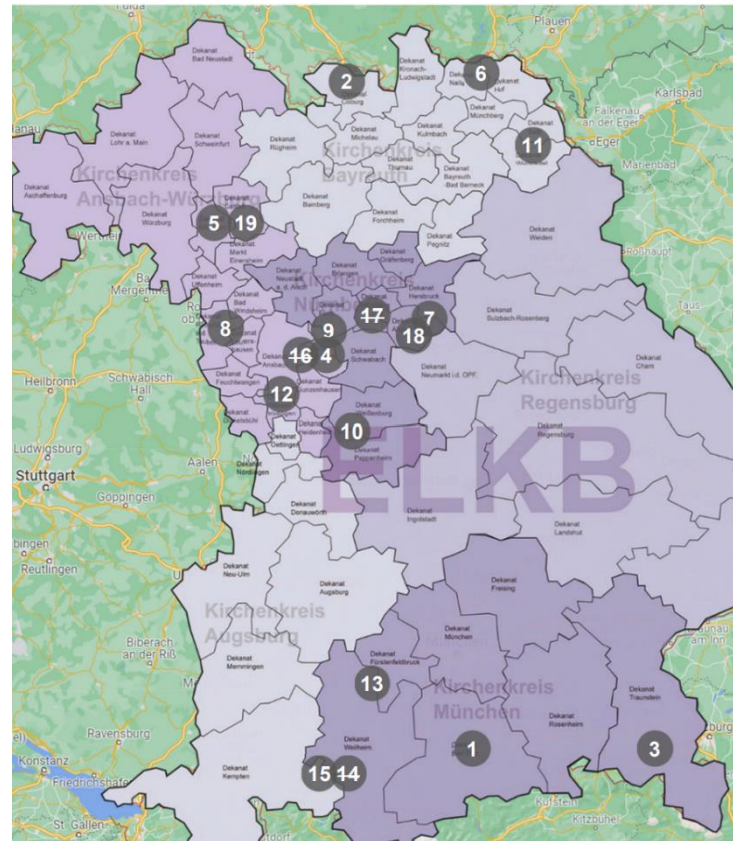 Fulda
Plauen
Dekanat
Bad Neustadt
Dekanat
Kronach-
Ludwigsstadt
2
6
Dekanat
Hof
Karlsbad
Dekanat
Coburg
Dekanat
Münchberg
Falkenau
an der Eger
Eger
Dekanat
Lohr a. Main
Dekanat
Schweinfurt
Dekanat
Rügheim
Dekanat
Michelau
Dekanat
Kulmbach
Dekanat
11
Marienbad
Kirchenkreis
Ansbach-Würzburg
Kirchenkreis
Bayreuth
Dekanat
Thurnau
Dekanat
Bayreuth
-Bad Berneck
Dekanat
Aschaffenburg
Dekanat
Würzburg
Dekanat
Bamberg
Dekanat
Forchheim
Dekanat
Pegnitz
Dekanat
Weiden
5
19
Dekanat
Markt
Einersheim
Bad
Mergentheim
Dekanat
Uffenheim
Dekanat
Bad
Windsheim
Dekanat
Neustadt
a. d. Aisch
Kirchenkreis
Nürnberg
Dekanat
Erlangen
Dekanat
Gräfenberg
Dekanat
Hersbruck
Dekanat
Sulzbach-Rosenberg
Taus
8
9
17
7
18
16
4
Dekanat
Schwabach
Dekanat
Neumarkt i.d. OPF.
Dekanat
Cham
Heilbronn
Schwäbisch
Hall
Dekanat
Feuchtwangen
12
Dekanat
Gunzenhausen
Kirchenkreis
Regensburg
Dekanat
Heidenheim
Dekanat
Weißenburg
10
Dekanat
Regensburg
Ludwigsburg
Stuttgart
Aalen
Dekanat
Oettingen
Dekanat
Nördlingen
Dekanat
Pappenheim
ELKB
Göppingen
Dekanat
Donauwörth
Dekanat
Ingolstadt
Dekanat
Landshut
Reutlingen
Dekanat
Neu-Ulm
Dekanat
Augsburg
Dekanat
Freising
Kirchenkreis
Augsburg
Dekanat
München
Biberach
an der Riß
Dekanat
Memmingen
Dekanat
Fürstenfeldbruck
13
Kirchenkreis
München
Dekanat
Traunstein
Ravensburg
Dekanat
Weilheim
Dekanat
Rosenheim
1
3
Konstanz
Friedrichshafen
Dekanat
Kempten
15
14
St. Gallen
Kufstein
Kitzbühel